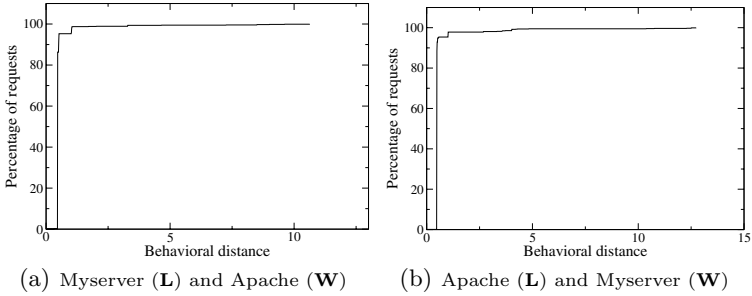 100
80
60
40
20
0
Percentage of requests
0 5 10
Behavioral distance
(a) Myserver (L) and Apache (W)
100
80
60
40
20
0
Percentage of requests
0 5 10 15
Behavioral distance
(b) Apache (L) and Myserver (W)